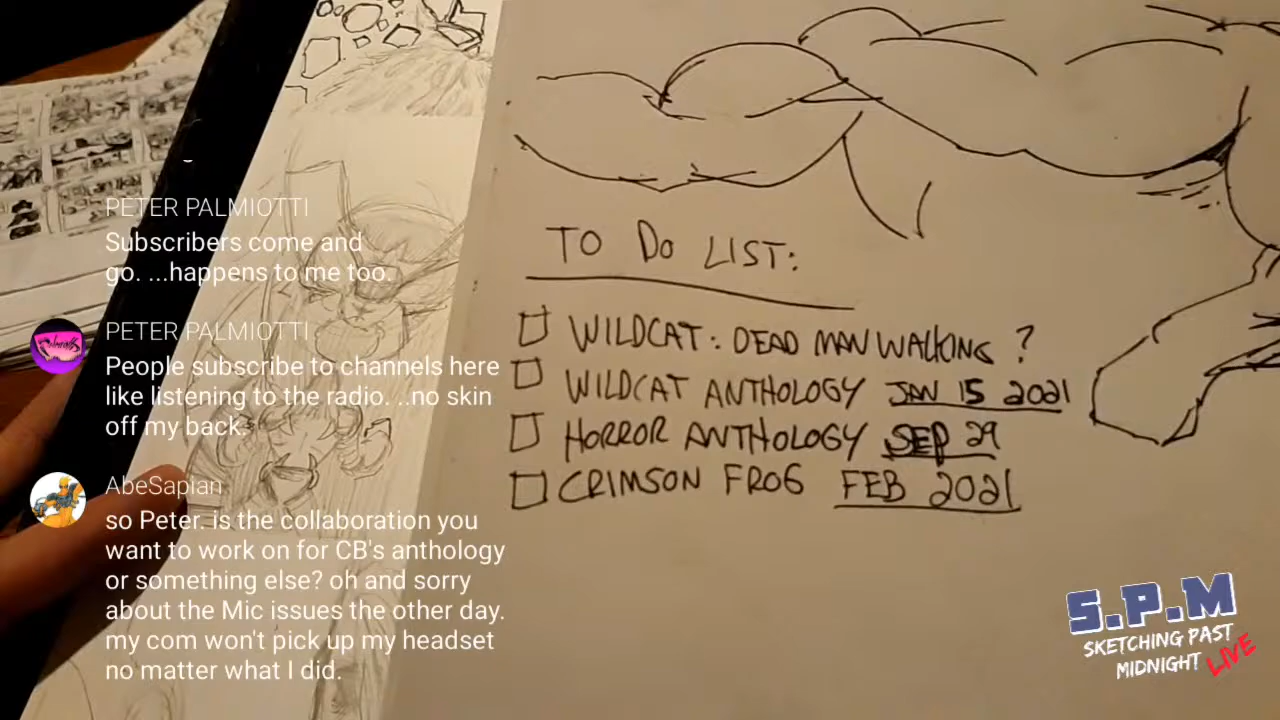 PETER PALMIOTTI
Subscribers come and
go. ...happens to me too.
PETER PALMIOTTI
People subscribe to channels here
like listening to the radio. ..no skin
off my back.
AbeSapian
so Peter. is the collaboration you
want to work on for CB's anthology
or something else? oh and sorry
about the Mic issues the other day.
my com won't pick up my headset
no matter what I did.
TO DO LIST:
WILDCAT: DEAD MAN WALKING ?
WILDCAT ANTHOLOGY JAN 15 2021
HORROR ANTHOLOGY SEP 29
CRIMSON FROG FEB 2021
S.P.M
SKETCHING PAST
MIDNIGHT LIVE